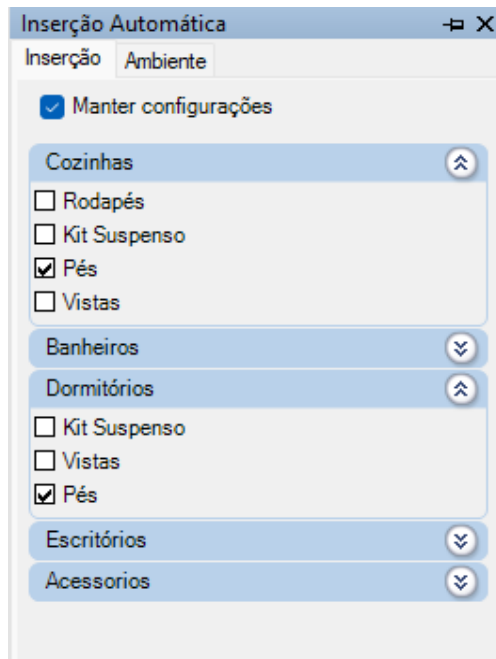 Inserção Automática
Inserção Ambiente
Manter configurações
Cozinhas
Rodapés
Kit Suspenso
Pés
Vistas
Banheiros
Dormitórios
Kit Suspenso
Vistas
Pés
Escritórios
Acessorios